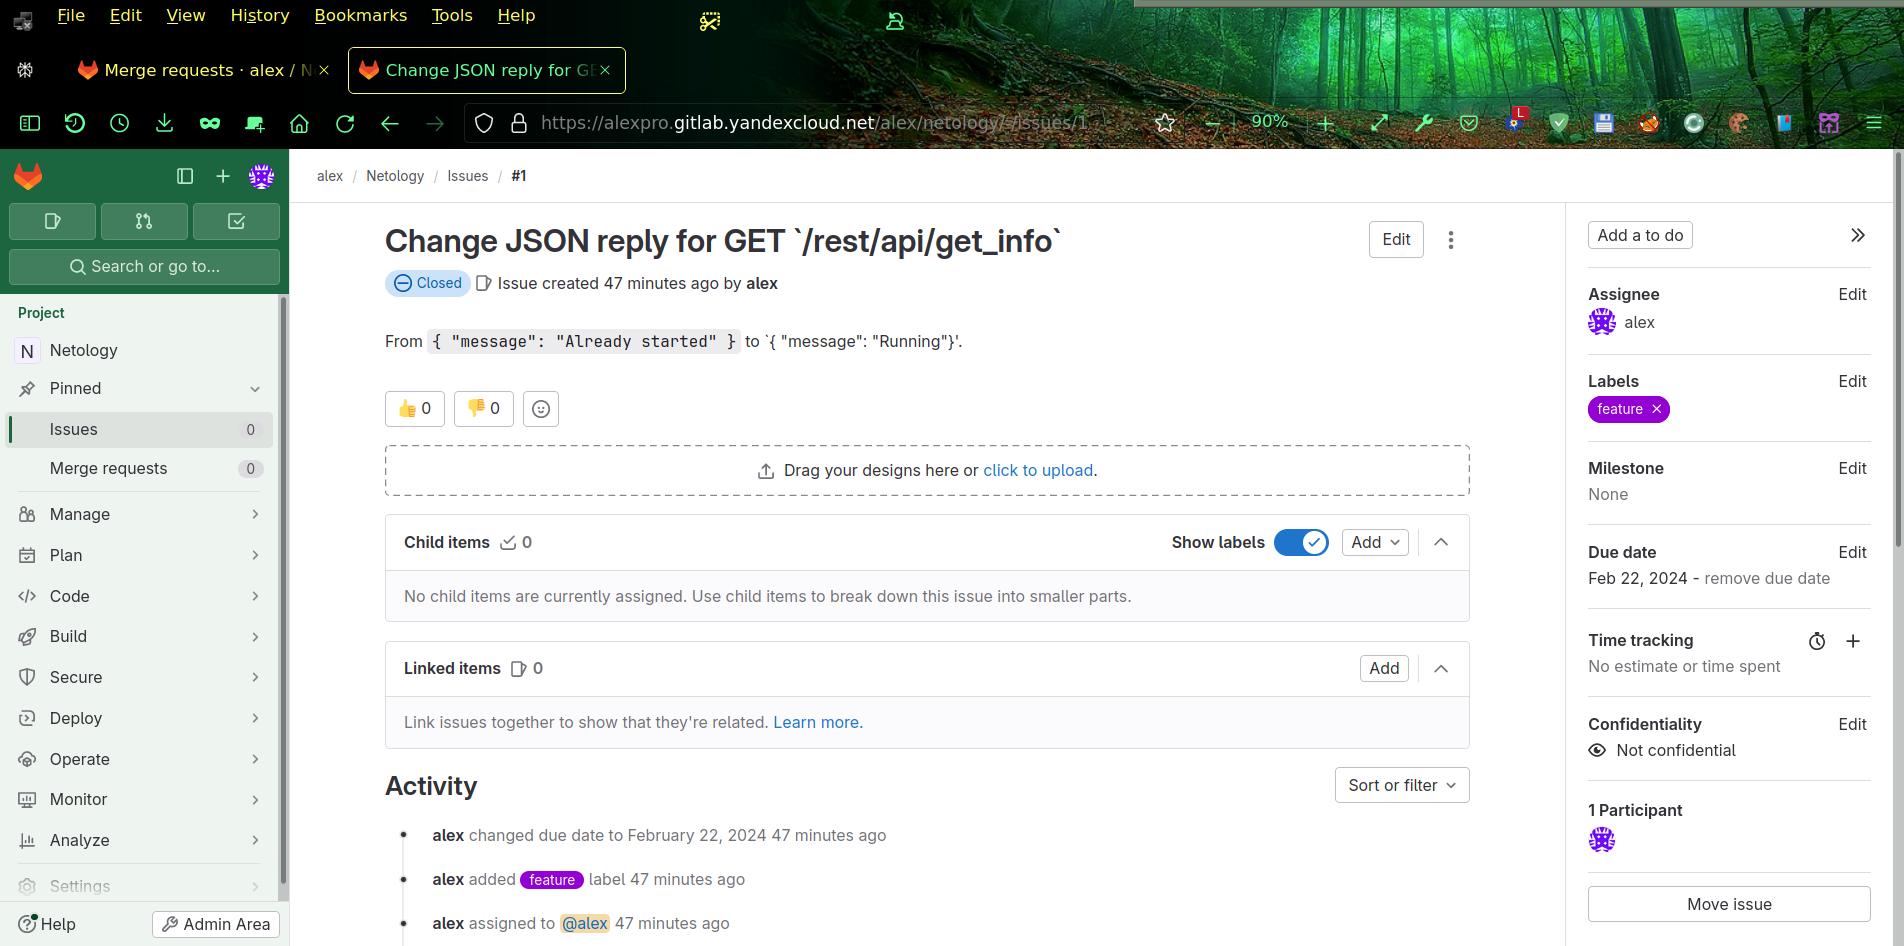 File Edit View History Bookmarks Tools Help
Merge requests · alex / N
Change JSON reply for GE
https://alexpro.gitlab.yandexcloud.net/alex/netology/-/issues/1
90%
L
alex / Netology / Issues / #1
Search or go to...
Project
N Netology
Pinned
Issues 0
Merge requests 0
Manage
Plan
Code
Build
Secure
Deploy
Operate
Monitor
Analyze
Settings
Help
Admin Area
Change JSON reply for GET `/rest/api/get_info`
Edit
Closed Issue created 47 minutes ago by alex
From { "message": "Already started" } to `{ "message": "Running"}'.
0 0
Drag your designs here or click to upload.
Child items 0 Show labels Add
No child items are currently assigned. Use child items to break down this issue into smaller parts.
Linked items 0 Add
Link issues together to show that they're related. Learn more.
Activity Sort or filter
alex changed due date to February 22, 2024 47 minutes ago
alex added feature label 47 minutes ago
alex assigned to @alex 47 minutes ago
Add a to do
Assignee Edit
alex
Labels Edit
feature
Milestone Edit
None
Due date Edit
Feb 22, 2024 - remove due date
Time tracking
No estimate or time spent
Confidentiality Edit
Not confidential
1 Participant
Move issue